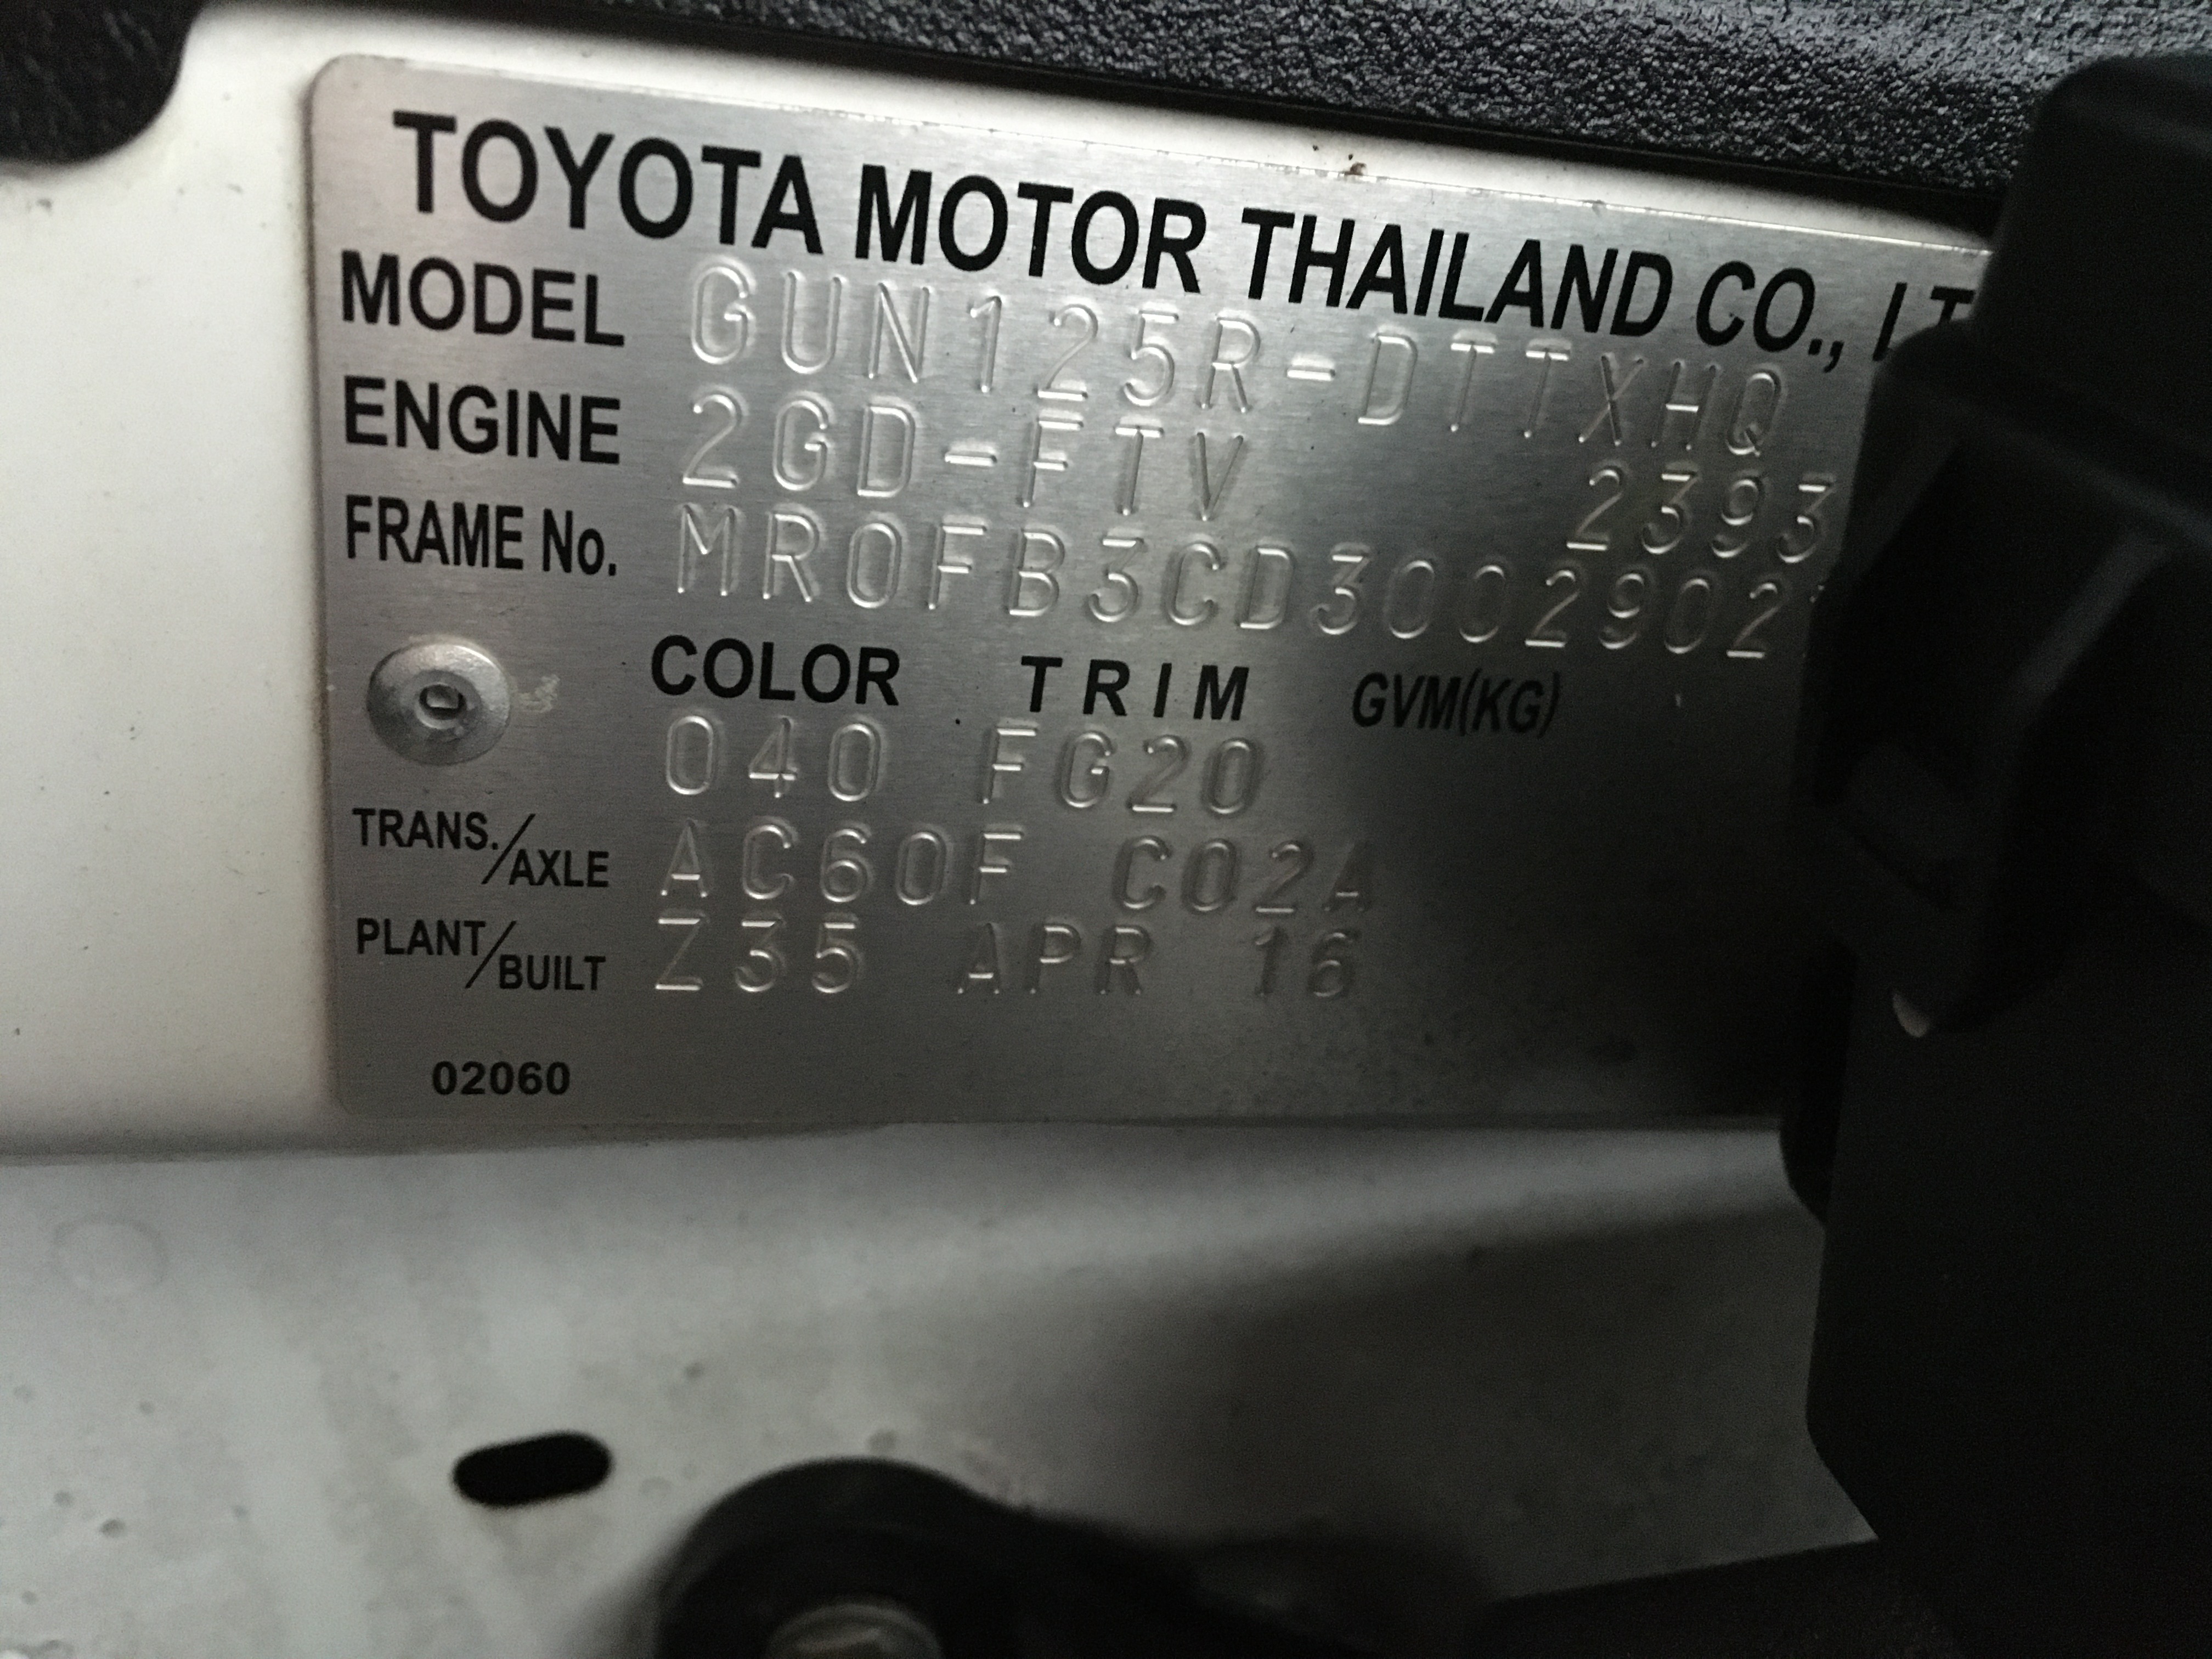 TOYOTA MOTOR THAILAND CO.,
MODEL GUN125R-DTTXHQ
ENGINE 2GD-FTV 2393
FRAME No. MR0FB3CD3002902
COLOR TRIM GVM(KG)
040 FG20
TRANS./AXLE AC60F C02A
PLANT/BUILT Z35 APR 16
02060